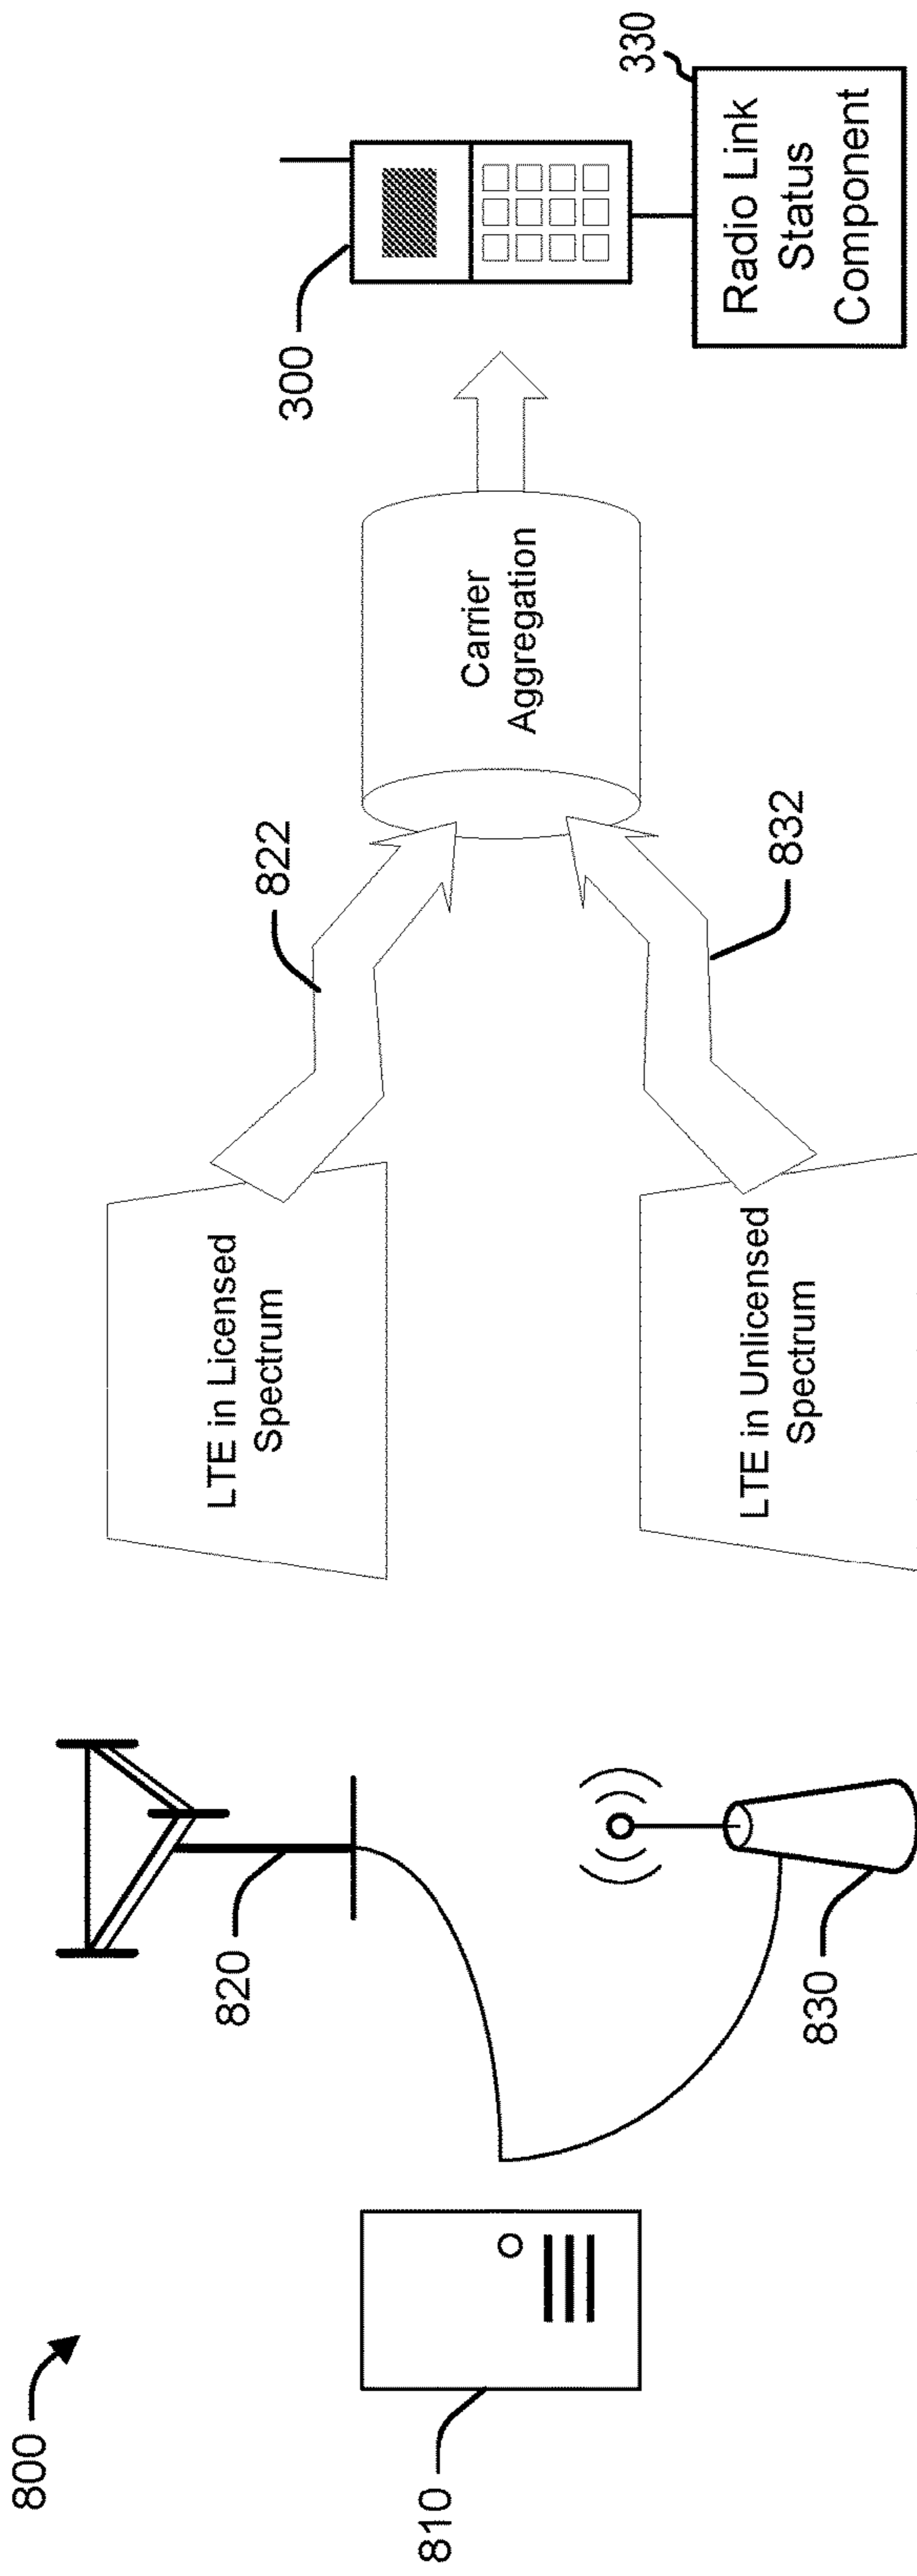 800
810
820
830
LTE in Licensed
Spectrum
LTE in Unlicensed
Spectrum
822
832
Carrier
Aggregation
300
330
Radio Link
Status
Component